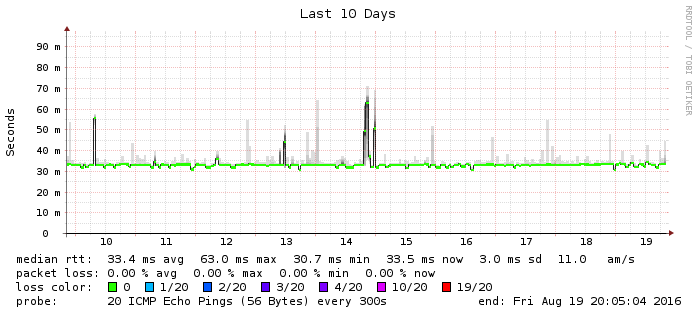 Last 10 Days
RRDTOOL / TOBI OETIKER
Seconds
90 m
80 m
70 m
60 m
50 m
40 m
30 m
20 m
10 m
0
10 11 12 13 14 15 16 17 18 19
median rtt: 33.4 ms avg 63.0 ms max 30.7 ms min 33.5 ms now 3.0 ms sd 11.0 am/s
packet loss: 0.00 % avg 0.00 % max 0.00 % min 0.00 % now
loss color: 0 1/20 2/20 3/20 4/20 10/20 19/20
probe: 20 ICMP Echo Pings (56 Bytes) every 300s end: Fri Aug 19 20:05:04 2016